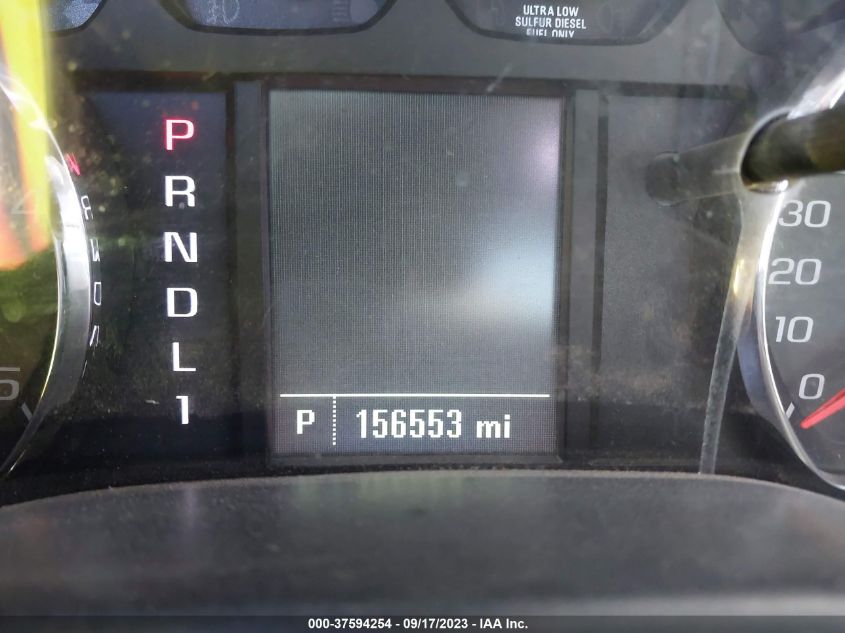 ULTRA LOW
SULFUR DIESEL
FUEL ONLY
P
R
N
D
L
1
30
20
10
0
P 156553 mi
000-37594254 - 09/17/2023 - IAA Inc.